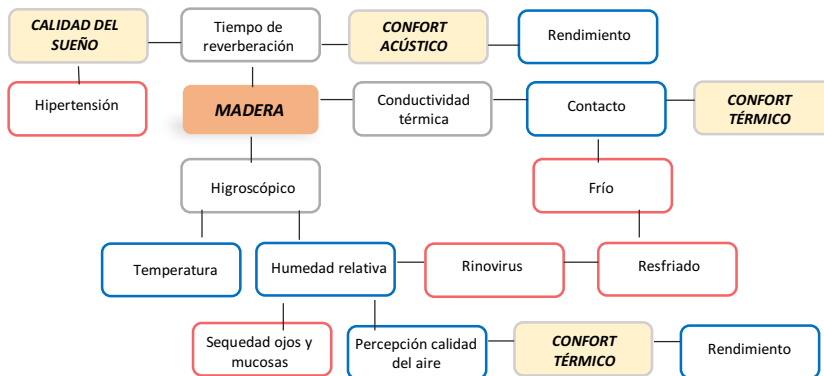 CALIDAD DEL
SUEÑO
Tiempo de
reverberación
CONFORT
ACÚSTICO
Rendimiento
Hipertensión
MADERA
Conductividad
térmica
Contacto
CONFORT
TÉRMICO
Higroscópico
Frío
Temperatura
Humedad relativa
Rinovirus
Resfriado
Sequedad ojos y
mucosas
Percepción calidad
del aire
CONFORT
TÉRMICO
Rendimiento